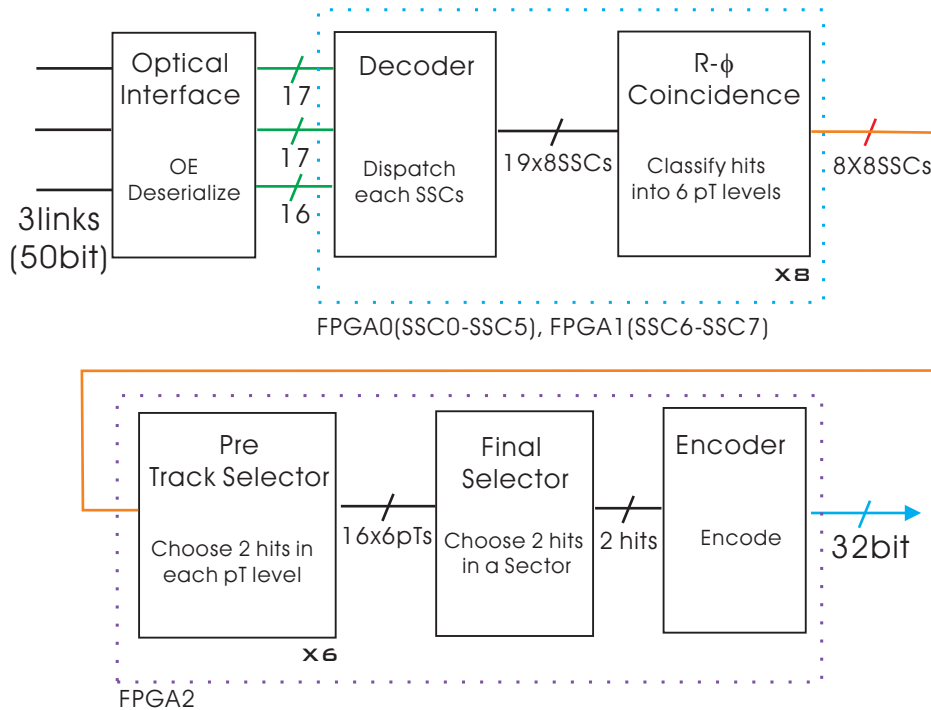 Optical
Interface
OE
Deserialize
3links
(50bit)
17
17
16
Decoder
Dispatch
each SSCs
19x8SSCs
R-ϕ
Coincidence
Classify hits
into 6 pT levels
X8
8X8SSCs
FPGA0(SSC0-SSC5), FPGA1(SSC6-SSC7)
Pre
Track Selector
Choose 2 hits in
each pT level
X6
16x6pTs
Final
Selector
Choose 2 hits
in a Sector
2 hits
Encoder
Encode
32bit
FPGA2